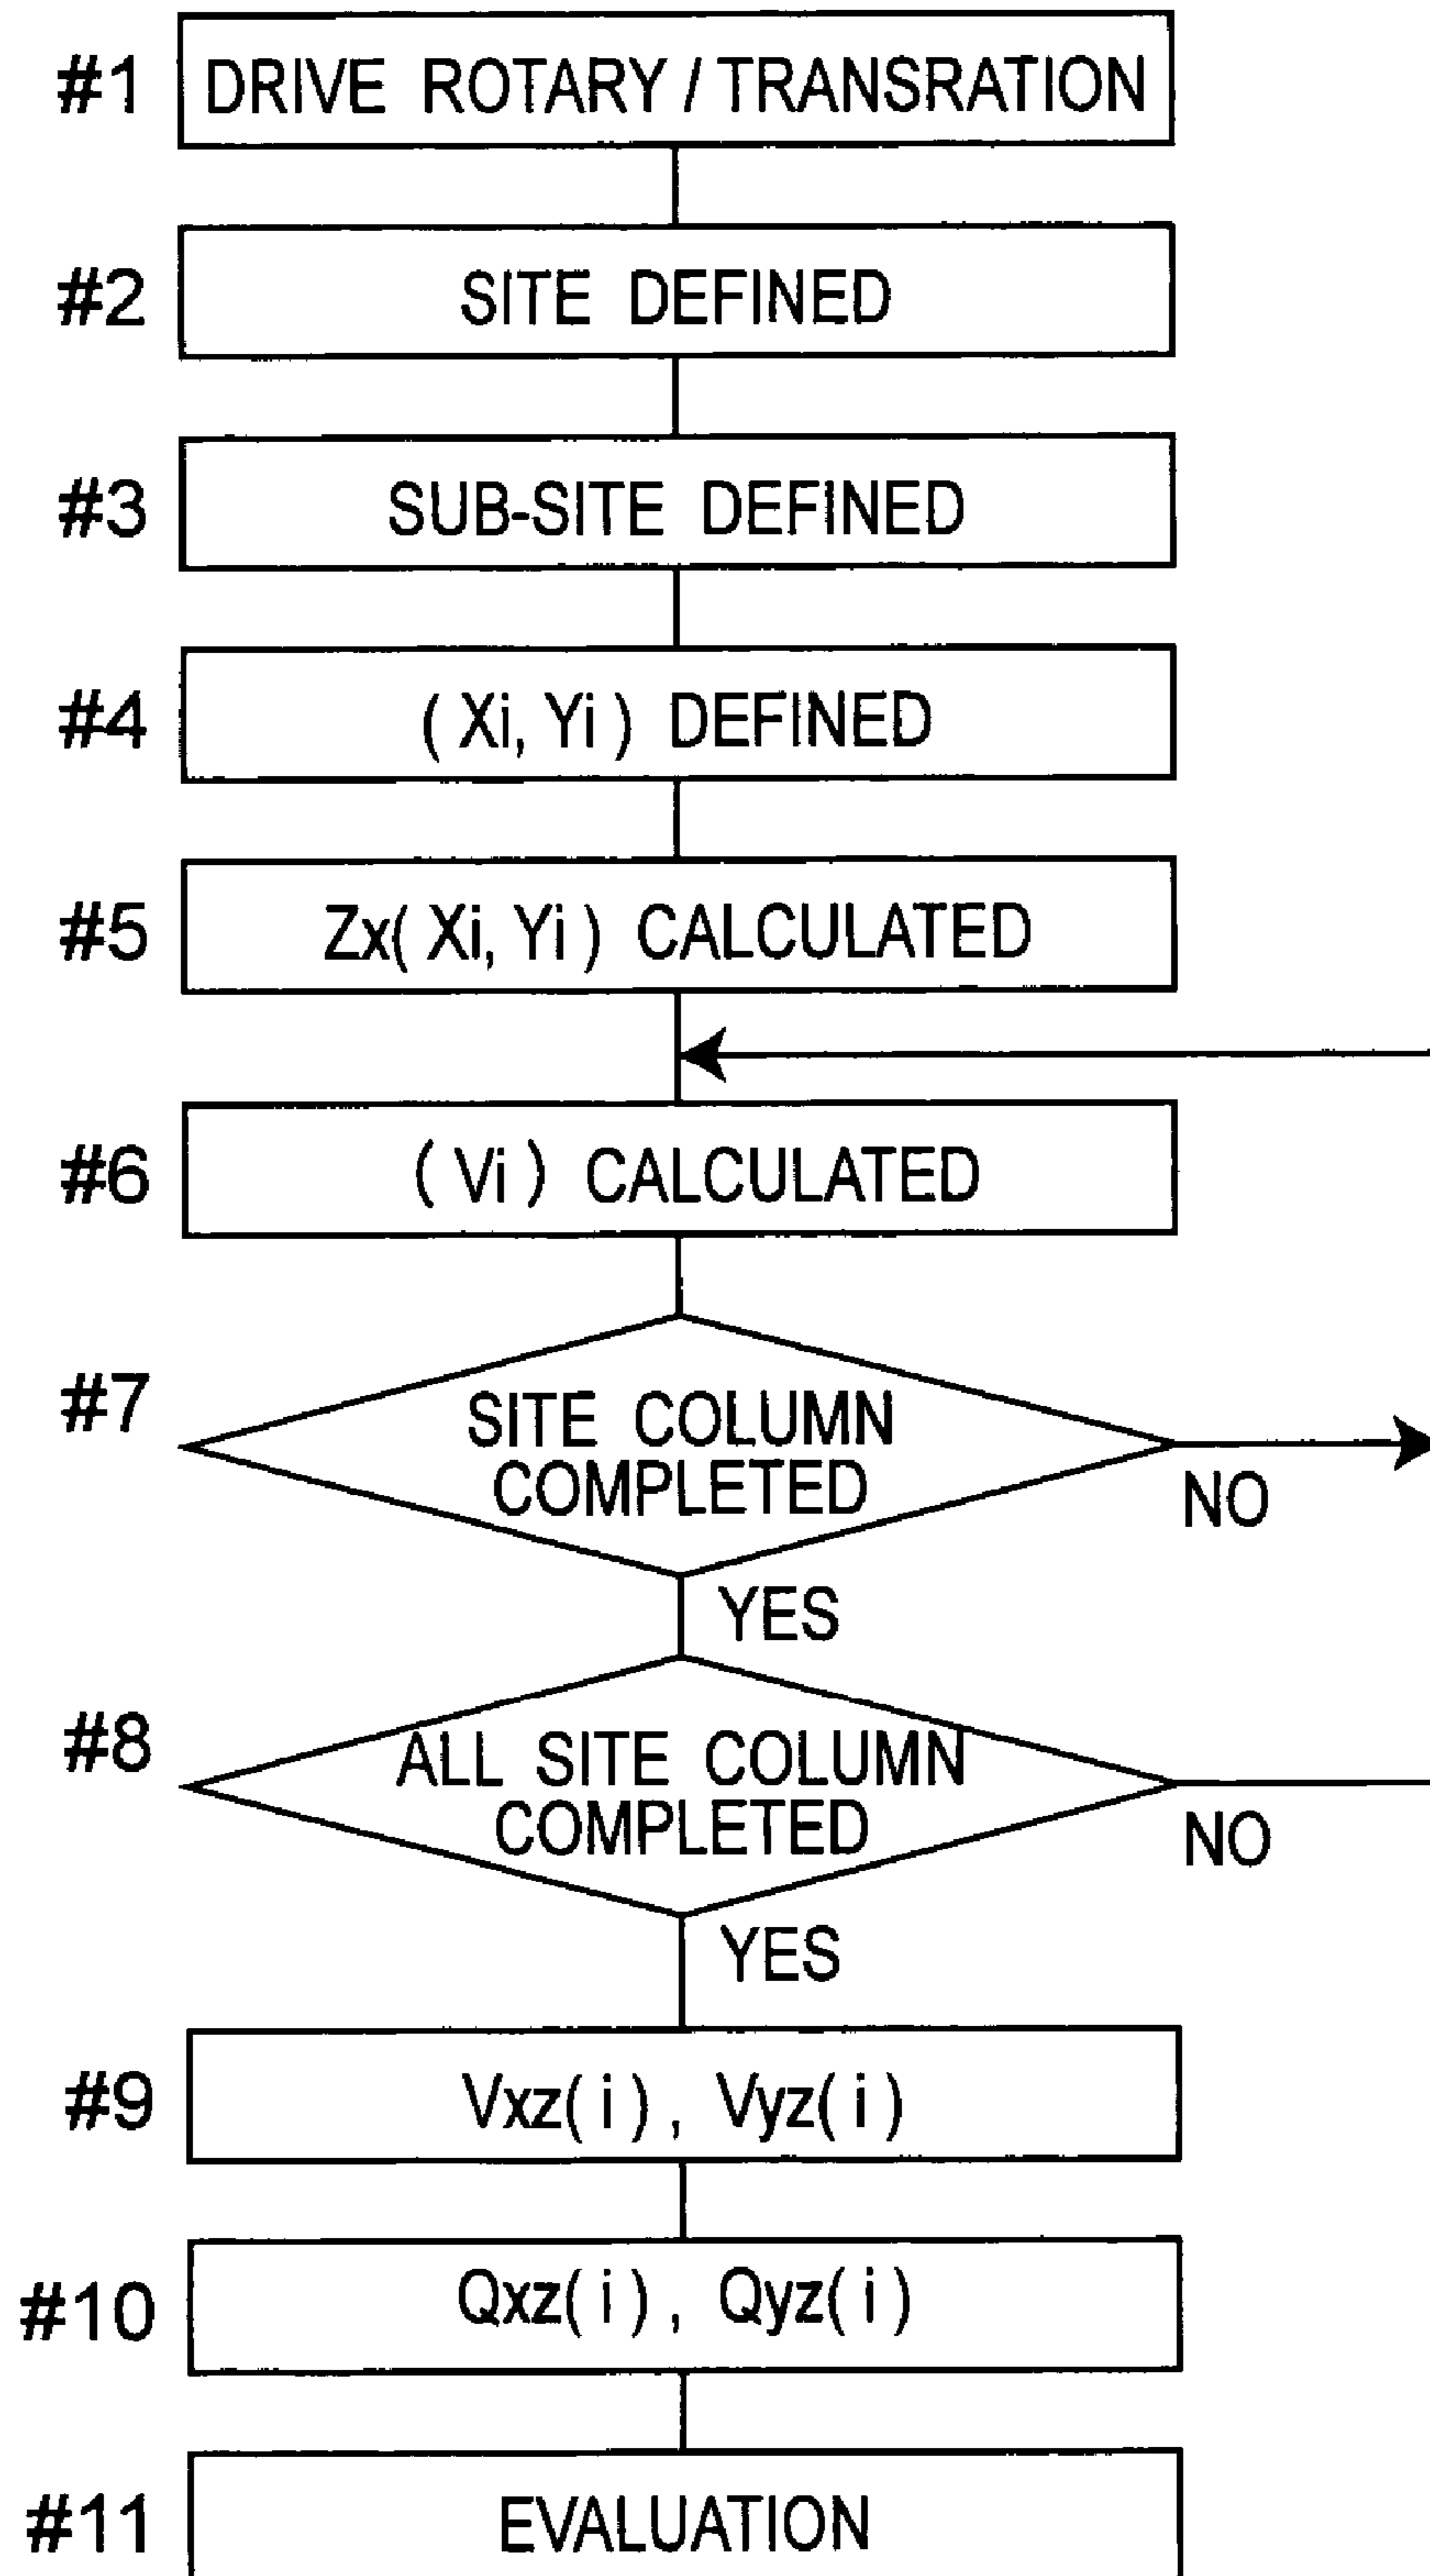 #1 DRIVE ROTARY / TRANSRATION
#2 SITE DEFINED
#3 SUB-SITE DEFINED
#4 ( Xi, Yi ) DEFINED
#5 Zx( Xi, Yi ) CALCULATED
#6 ( Vi ) CALCULATED
#7 SITE COLUMN
COMPLETED
NO
YES
#8 ALL SITE COLUMN
COMPLETED
NO
YES
#9 Vxz( i ) , Vyz( i )
#10 Qxz( i ) , Qyz( i )
#11 EVALUATION